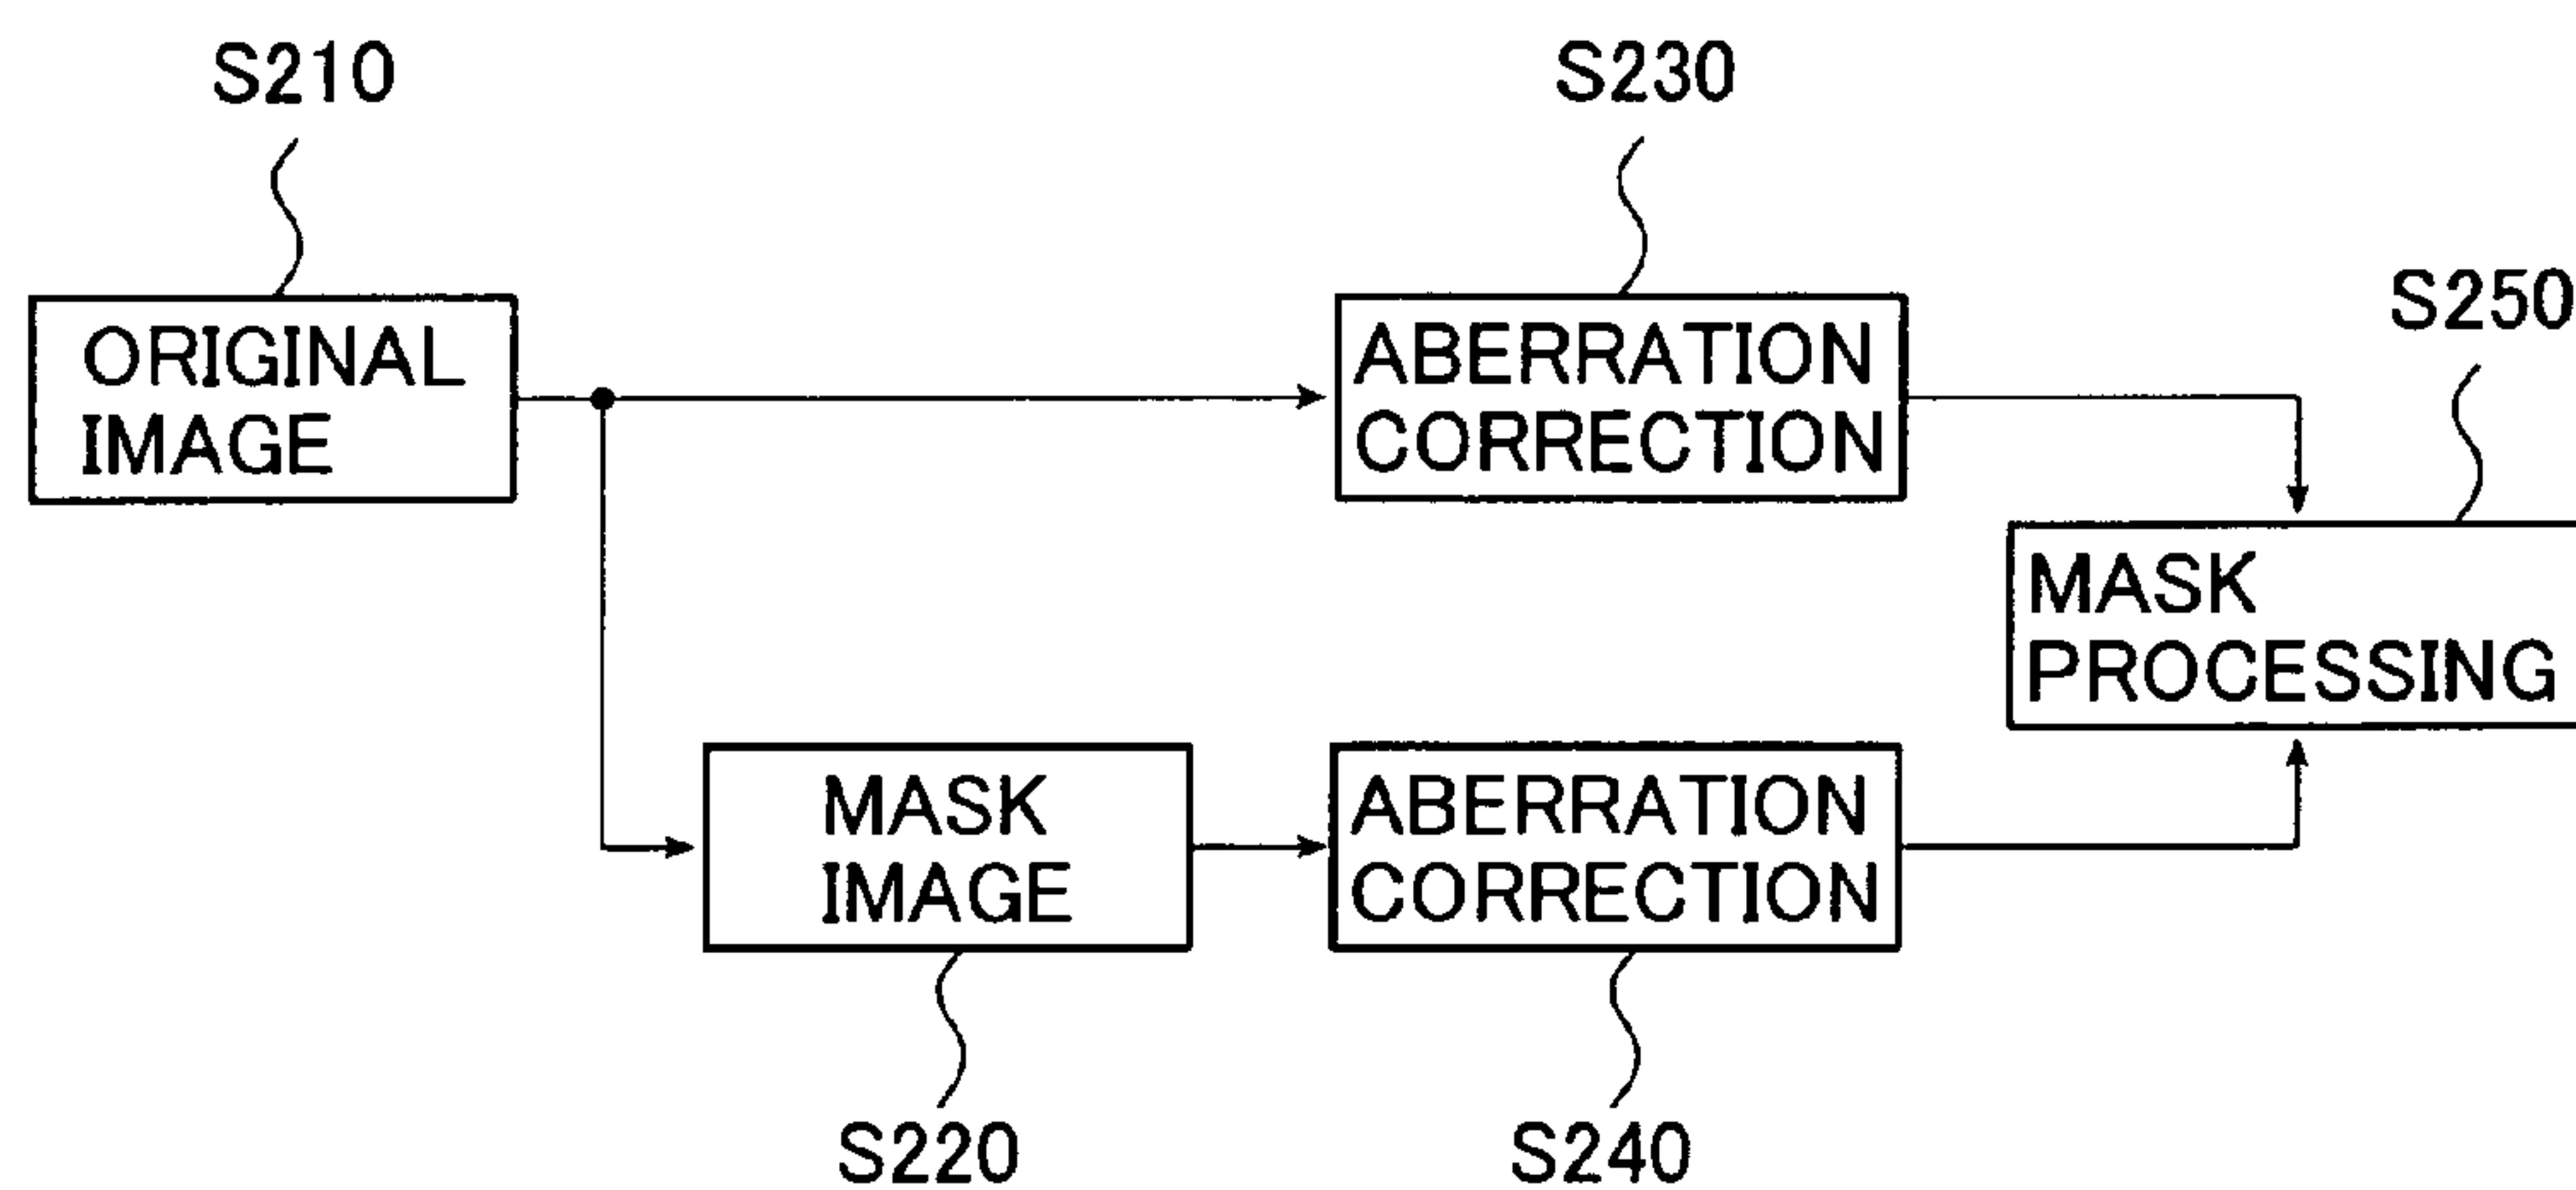 S210
S230
S250
ORIGINAL
IMAGE
ABERRATION
CORRECTION
MASK
PROCESSING
MASK
IMAGE
ABERRATION
CORRECTION
S220
S240